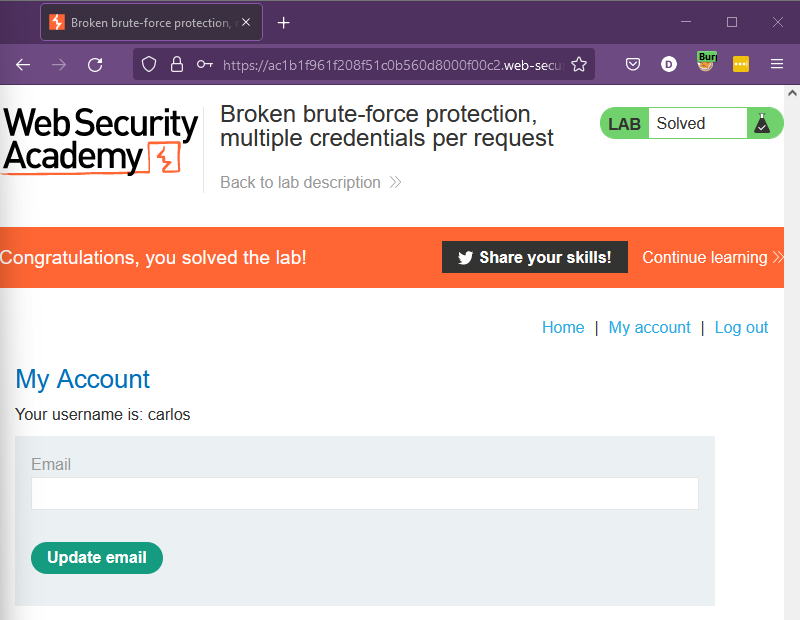 Broken brute-force protection,
https://ac1b1f961f208f51c0b560d8000f00c2.web-secu
D
Burp
Web Security
Academy
Broken brute-force protection,
multiple credentials per request
Back to lab description
LAB Solved
Congratulations, you solved the lab!
Share your skills!
Continue learning
Home | My account | Log out
My Account
Your username is: carlos
Email
Update email